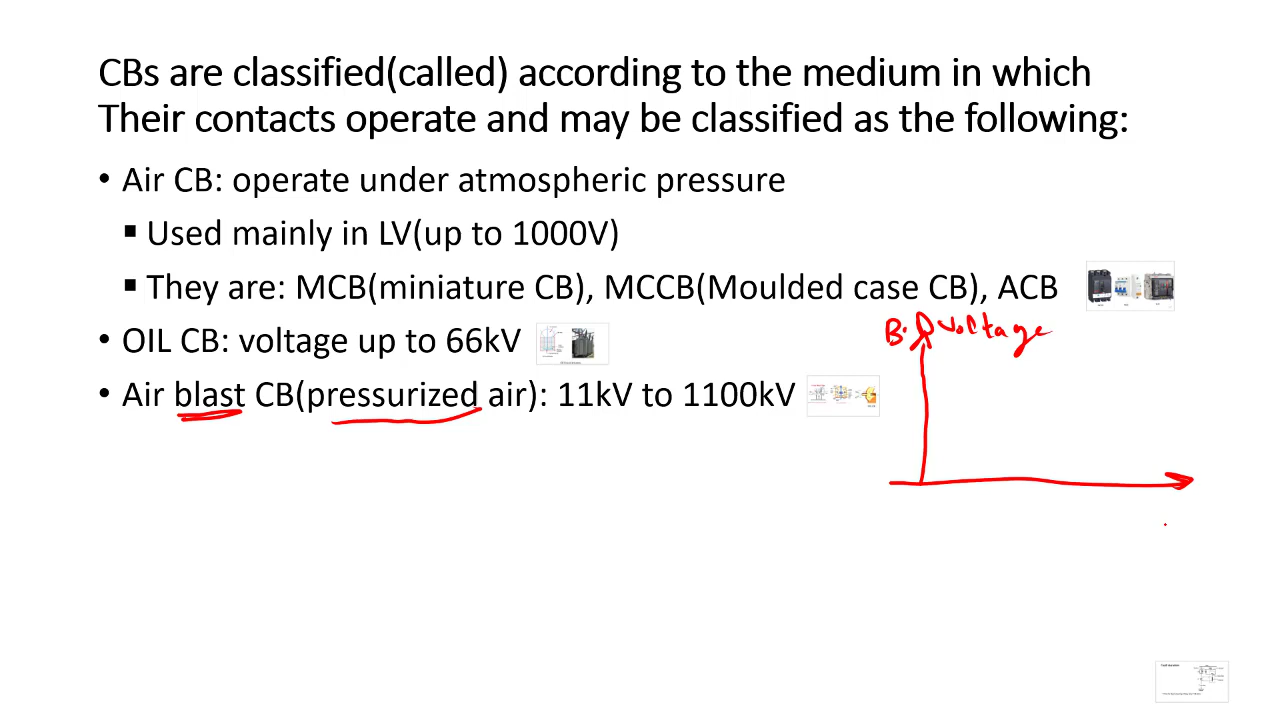 CBs are classified(called) according to the medium in which
Their contacts operate and may be classified as the following:
• Air CB: operate under atmospheric pressure
▪ Used mainly in LV(up to 1000V)
▪ They are: MCB(miniature CB), MCCB(Moulded case CB), ACB
B.D voltage
• OIL CB: voltage up to 66kV
• Air blast CB(pressurized air): 11kV to 1100kV